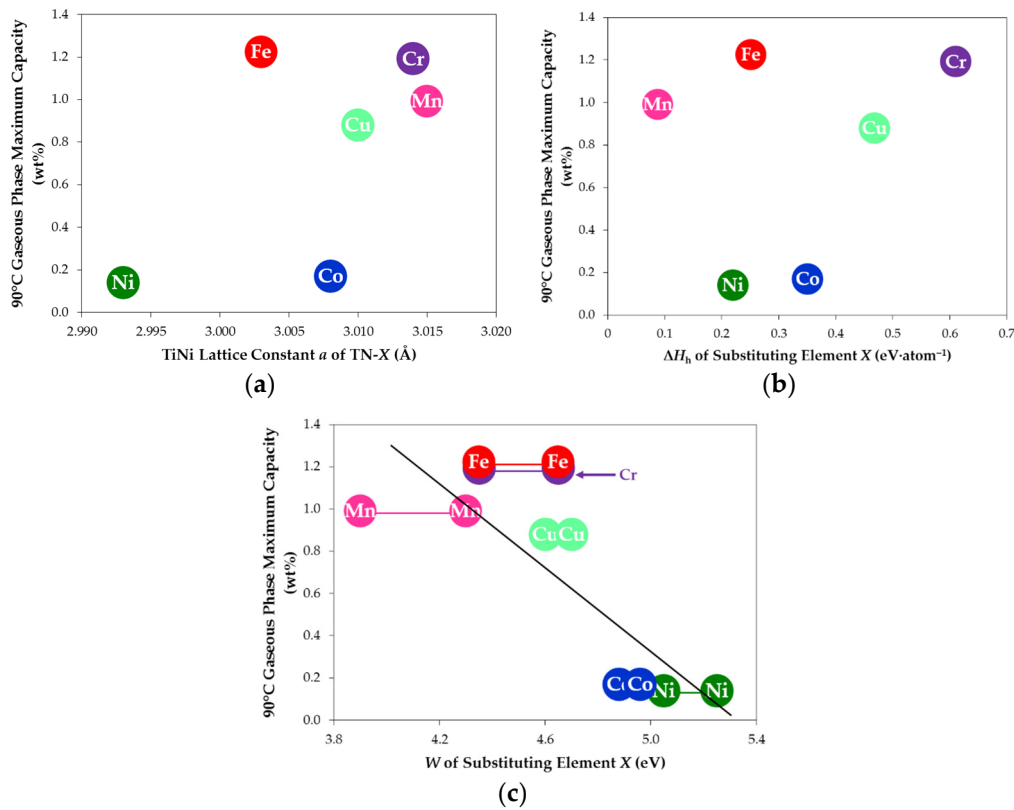 90°C Gaseous Phase Maximum Capacity
(wt%)
1.4
1.2
1.0
0.8
0.6
0.4
0.2
0.0
Fe
Cr
Mn
Cu
Co
Ni
2.990
2.995
3.000
3.005
3.010
3.015
3.020
TiNi Lattice Constant a of TN-X (Å)
(a)
90°C Gaseous Phase Maximum Capacity
(wt%)
1.4
1.2
1.0
0.8
0.6
0.4
0.2
0.0
Fe
Cr
Mn
Cu
Ni
Co
0
0.1
0.2
0.3
0.4
0.5
0.6
0.7
ΔHh of Substituting Element X (eV·atom⁻¹)
(b)
90°C Gaseous Phase Maximum Capacity
(wt%)
1.4
1.2
1.0
0.8
0.6
0.4
0.2
0.0
Fe
Fe
Cr
Mn
Mn
Cu
Cu
Co
Co
Ni
Ni
3.8
4.2
4.6
5.0
5.4
W of Substituting Element X (eV)
(c)